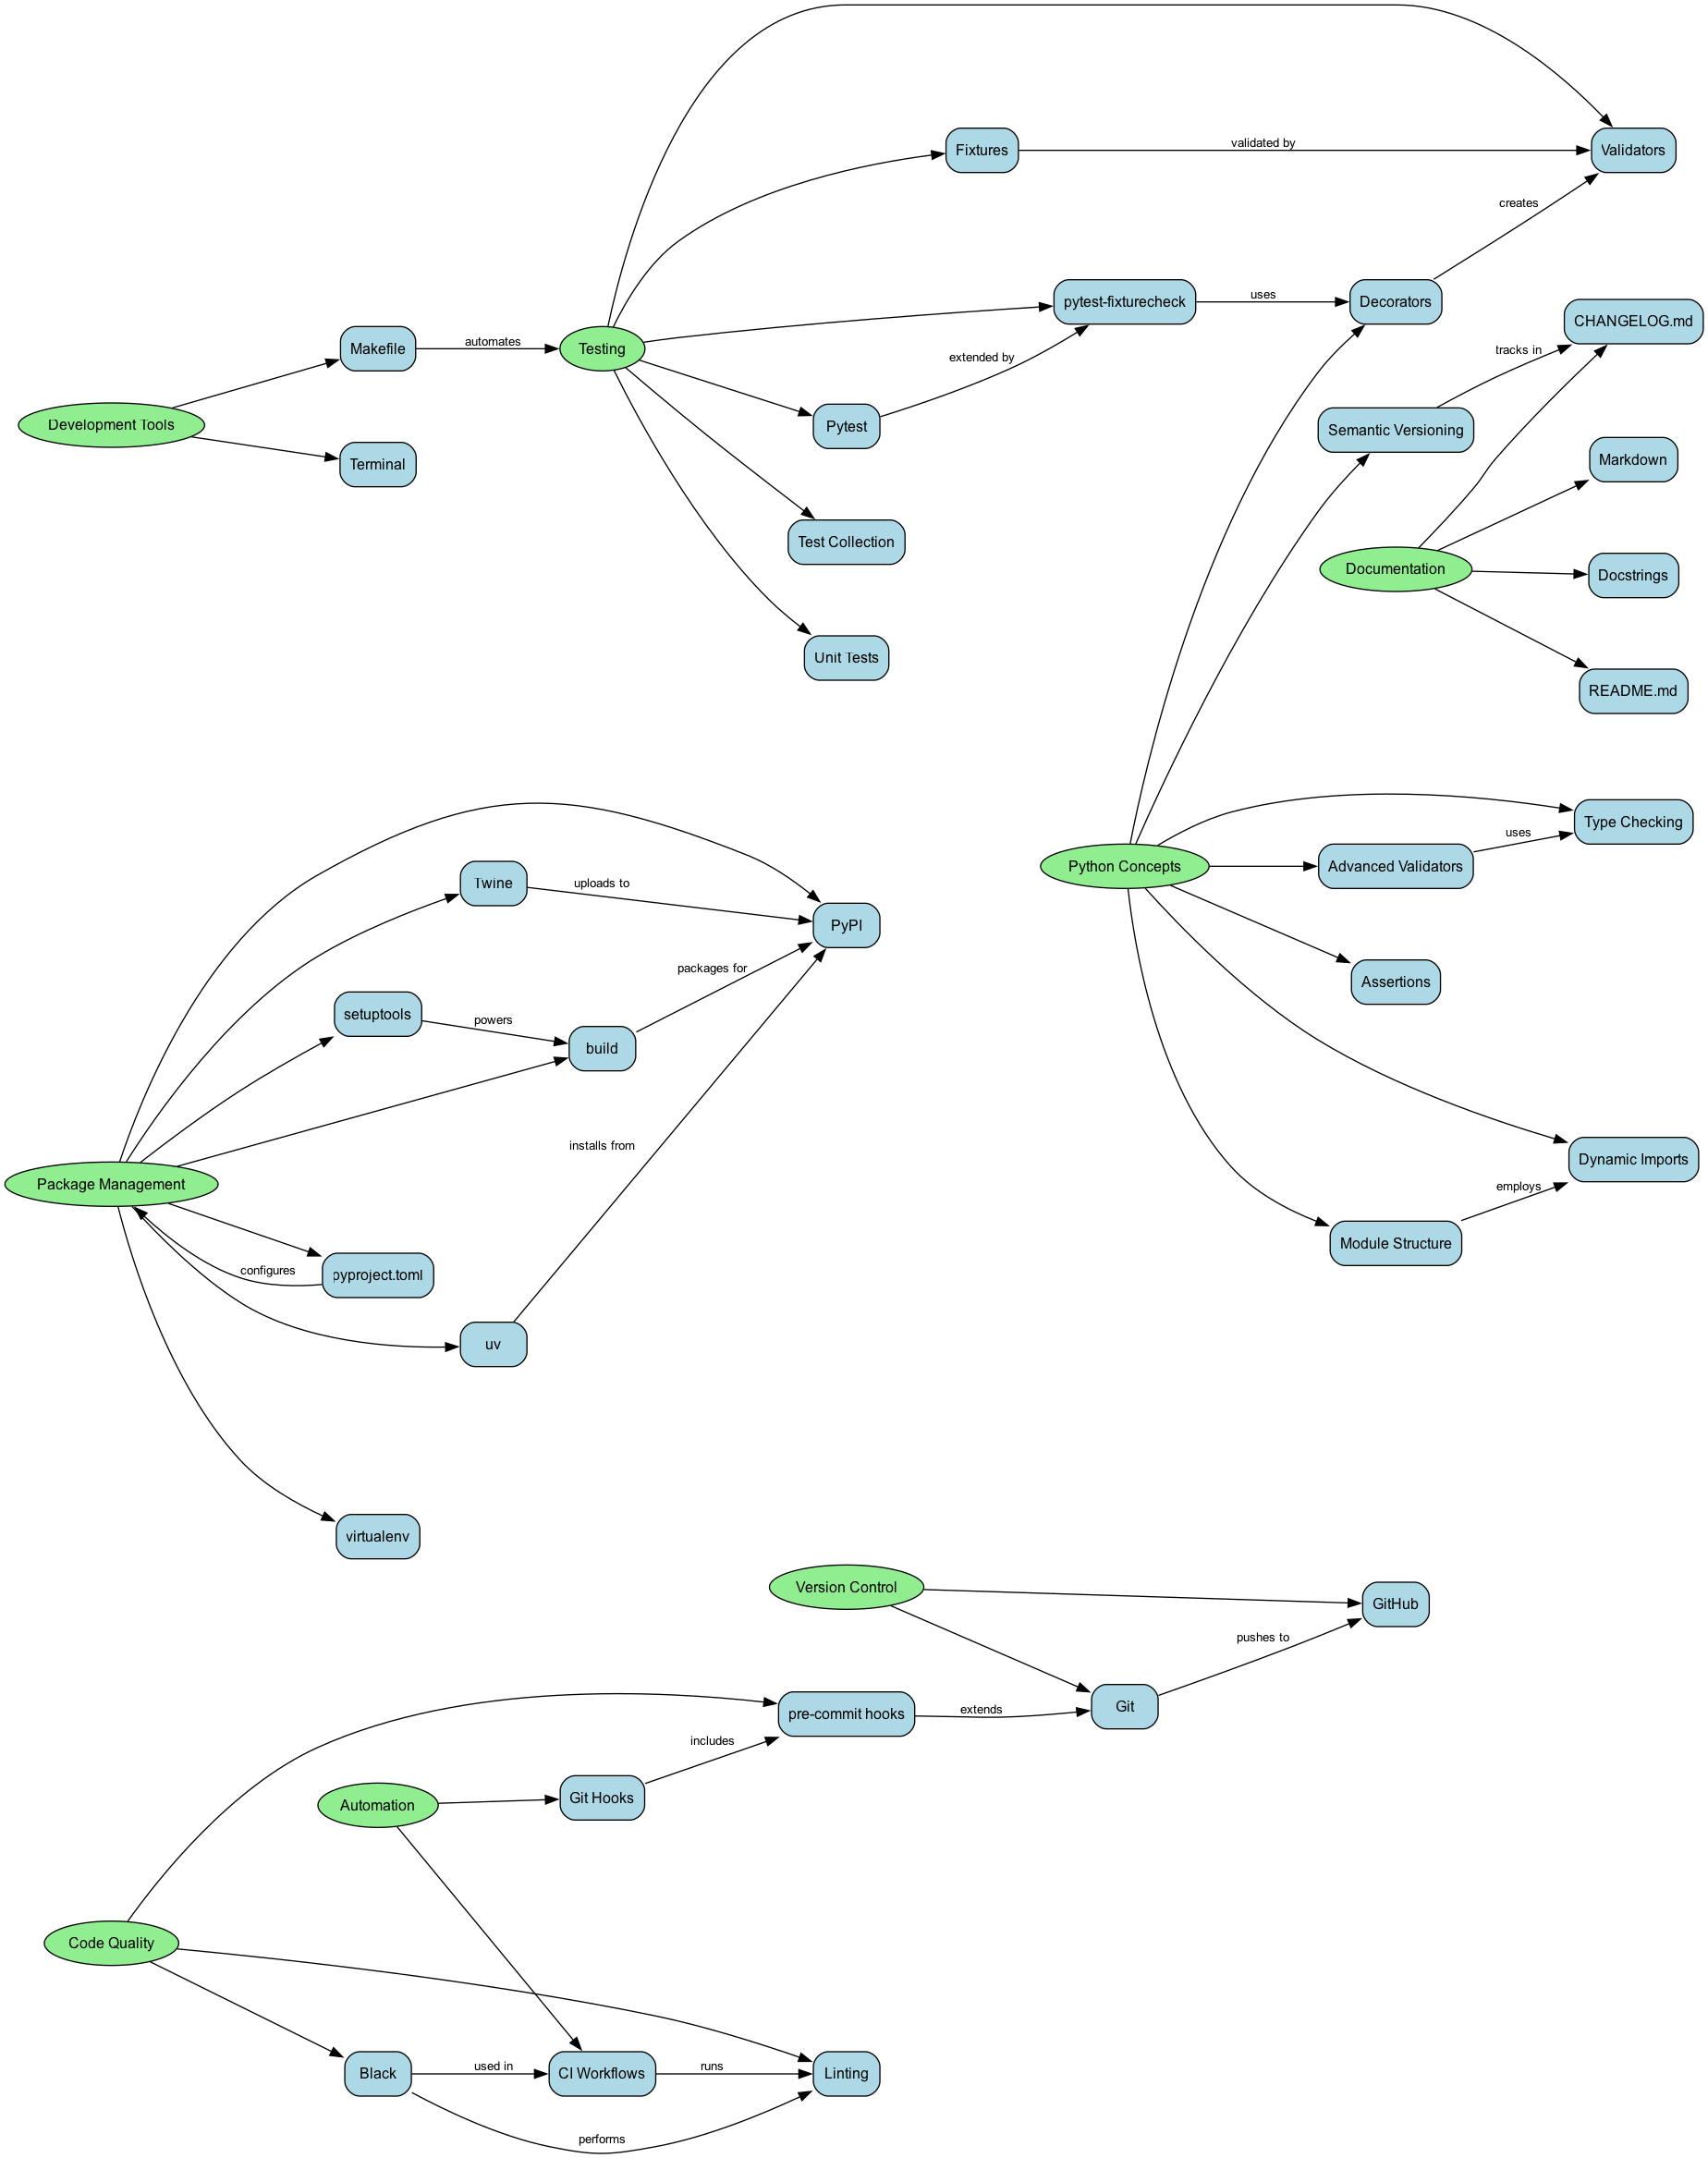 Fixtures
validated by
Validators
creates
pytest-fixturecheck
uses
Decorators
CHANGELOG.md
Makefile
automates
Testing
tracks in
extended by
Development Tools
Pytest
Semantic Versioning
Terminal
Markdown
Test Collection
Documentation
Docstrings
Unit Tests
README.md
Type Checking
uses
Python Concepts
Advanced Validators
Twine
uploads to
PyPI
packages for
Assertions
setuptools
powers
build
installs from
Dynamic Imports
Package Management
employs
Module Structure
configures
pyproject.toml
uv
virtualenv
Version Control
GitHub
pushes to
Git
pre-commit hooks
extends
includes
Automation
Git Hooks
Code Quality
Black
used in
CI Workflows
runs
Linting
performs